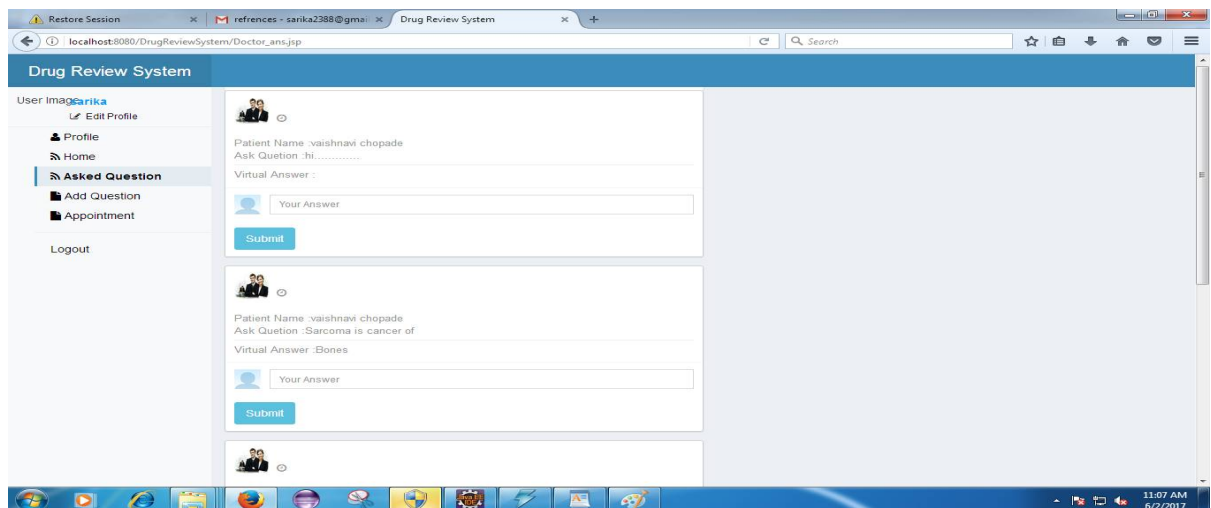 Restore Session
refrences - sarika2388@gmai
Drug Review System
localhost:8080/DrugReviewSystem/Doctor_ans.jsp
Search
Drug Review System
User Image
sarika
Edit Profile
Profile
Home
Asked Question
Add Question
Appointment
Logout
Patient Name :vaishnavi chopade
Ask Quetion :hi.............
Virtual Answer :
Your Answer
Submit
Patient Name :vaishnavi chopade
Ask Quetion :Sarcoma is cancer of
Virtual Answer :Bones
Your Answer
Submit
Java EE
IDE
11:07 AM
6/2/2017